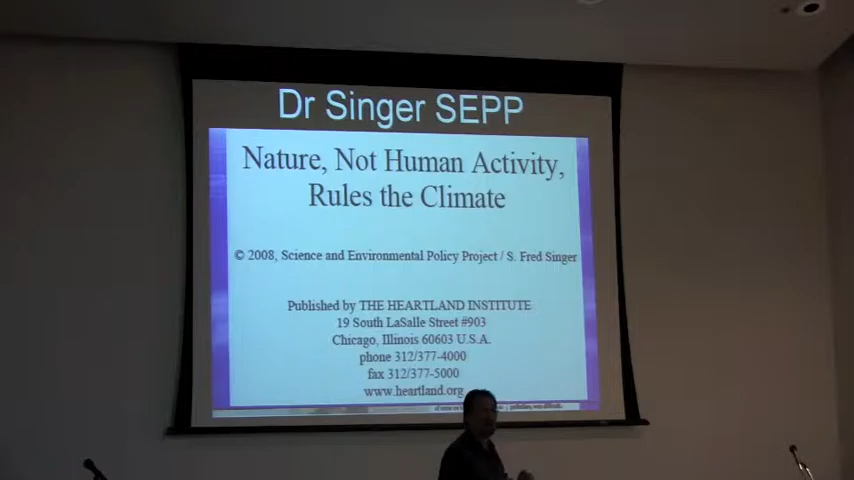 Dr Singer SEPP
Nature, Not Human Activity,
Rules the Climate
© 2008, Science and Environmental Policy Project / S. Fred Singer
Published by THE HEARTLAND INSTITUTE
19 South LaSalle Street #903
Chicago, Illinois 60603 U.S.A.
phone 312/377-4000
fax 312/377-5000
www.heartland.org